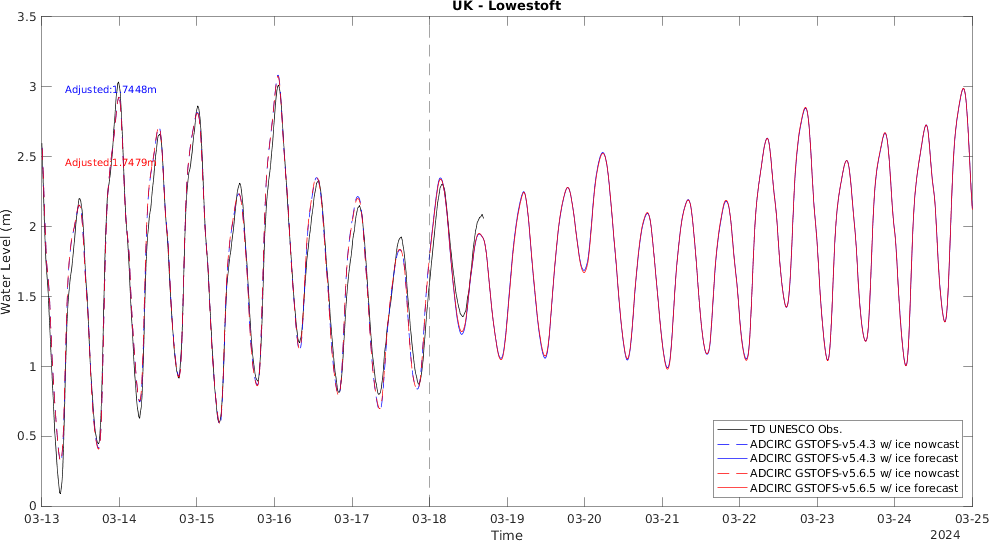 UK - Lowestoft
3.5
3
2.5
2
1.5
1
0.5
0
Water Level (m)
Adjusted:1.7448m
Adjusted:1.7479m
TD UNESCO Obs.
ADCIRC GSTOFS-v5.4.3 w/ ice nowcast
ADCIRC GSTOFS-v5.4.3 w/ ice forecast
ADCIRC GSTOFS-v5.6.5 w/ ice nowcast
ADCIRC GSTOFS-v5.6.5 w/ ice forecast
03-13 03-14 03-15 03-16 03-17 03-18 03-19 03-20 03-21 03-22 03-23 03-24 03-25
Time
2024